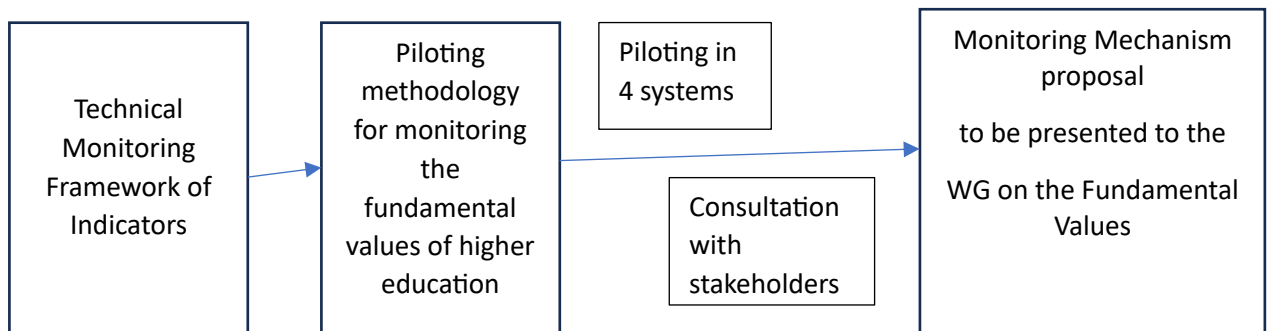 Technical
Monitoring
Framework of
Indicators
Piloting
methodology
for monitoring
the
fundamental
values of higher
education
Piloting in
4 systems
Consultation
with
stakeholders
Monitoring Mechanism
proposal
to be presented to the
WG on the Fundamental
Values